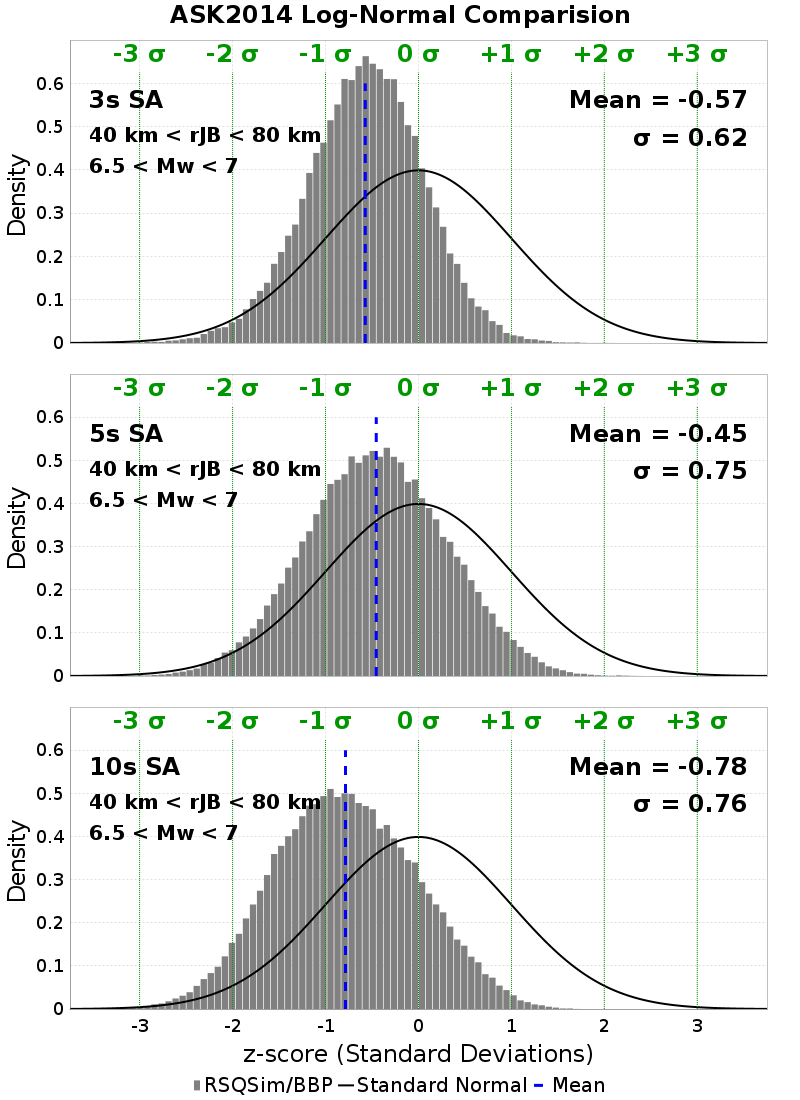 ASK2014 Log-Normal Comparision
-3 σ -2 σ -1 σ 0 σ +1 σ +2 σ +3 σ
0.6
3s SA Mean = -0.57
0.5
40 km < rJB < 80 km σ = 0.62
6.5 < Mw < 7
0.4
0.3
0.2
0.1
0
Density
-3 σ -2 σ -1 σ 0 σ +1 σ +2 σ +3 σ
0.6
5s SA Mean = -0.45
0.5
40 km < rJB < 80 km σ = 0.75
6.5 < Mw < 7
0.4
0.3
0.2
0.1
0
Density
-3 σ -2 σ -1 σ 0 σ +1 σ +2 σ +3 σ
0.6
10s SA Mean = -0.78
0.5
40 km < rJB < 80 km σ = 0.76
6.5 < Mw < 7
0.4
0.3
0.2
0.1
0
Density
-3 -2 -1 0 1 2 3
z-score (Standard Deviations)
RSQSim/BBP Standard Normal Mean